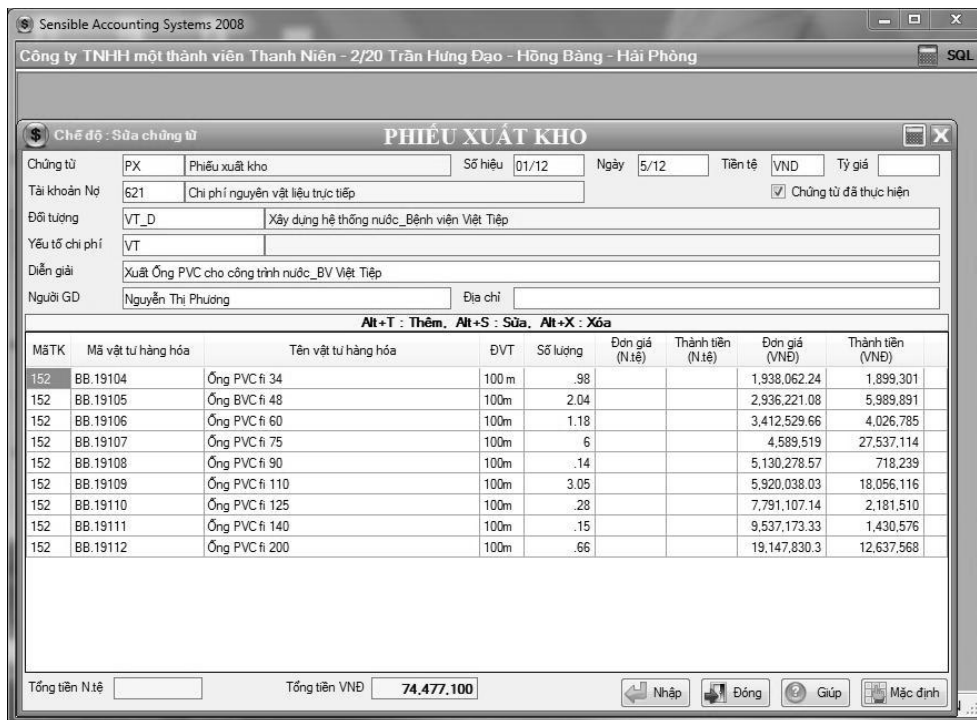 Sensible Accounting Systems 2008
Công ty TNHH một thành viên Thanh Niên - 2/20 Trần Hưng Đạo - Hồng Bàng - Hải Phòng SQL
Chế độ : Sửa chứng từ PHIẾU XUẤT KHO
Chứng từ PX Phiếu xuất kho Số hiệu 01/12 Ngày 5/12 Tiền tệ VND Tỷ giá
Tài khoản Nợ 621 Chi phí nguyên vật liệu trực tiếp Chứng từ đã thực hiện
Đối tượng VT_D Xây dựng hệ thống nước_Bệnh viện Việt Tiệp
Yếu tố chi phí VT
Diễn giải Xuất Ống PVC cho công trình nước_BV Việt Tiệp
Người GD Nguyễn Thị Phương Địa chỉ
Alt+T : Thêm, Alt+S : Sửa, Alt+X : Xóa
MãTK Mã vật tư hàng hóa Tên vật tư hàng hóa ĐVT Số lượng Đơn giá (N.tệ) Thành tiền (N.tệ) Đơn giá (VNĐ) Thành tiền (VNĐ)
152 BB.19104 Ống PVC fi 34 100 m .98 1,938,062.24 1,899,301
152 BB.19105 Ống BVC fi 48 100m 2.04 2,936,221.08 5,989,891
152 BB.19106 Ống PVC fi 60 100m 1.18 3,412,529.66 4,026,785
152 BB.19107 Ống PVC fi 75 100m 6 4,589,519 27,537,114
152 BB.19108 Ống PVC fi 90 100m .14 5,130,278.57 718,239
152 BB.19109 Ống PVC fi 110 100m 3.05 5,920,038.03 18,056,116
152 BB.19110 Ống PVC fi 125 100m .28 7,791,107.14 2,181,510
152 BB.19111 Ống PVC fi 140 100m .15 9,537,173.33 1,430,576
152 BB.19112 Ống PVC fi 200 100m .66 19,147,830.3 12,637,568
Tổng tiền N.tệ Tổng tiền VNĐ 74,477,100 Nhập Đóng Giúp Mặc định